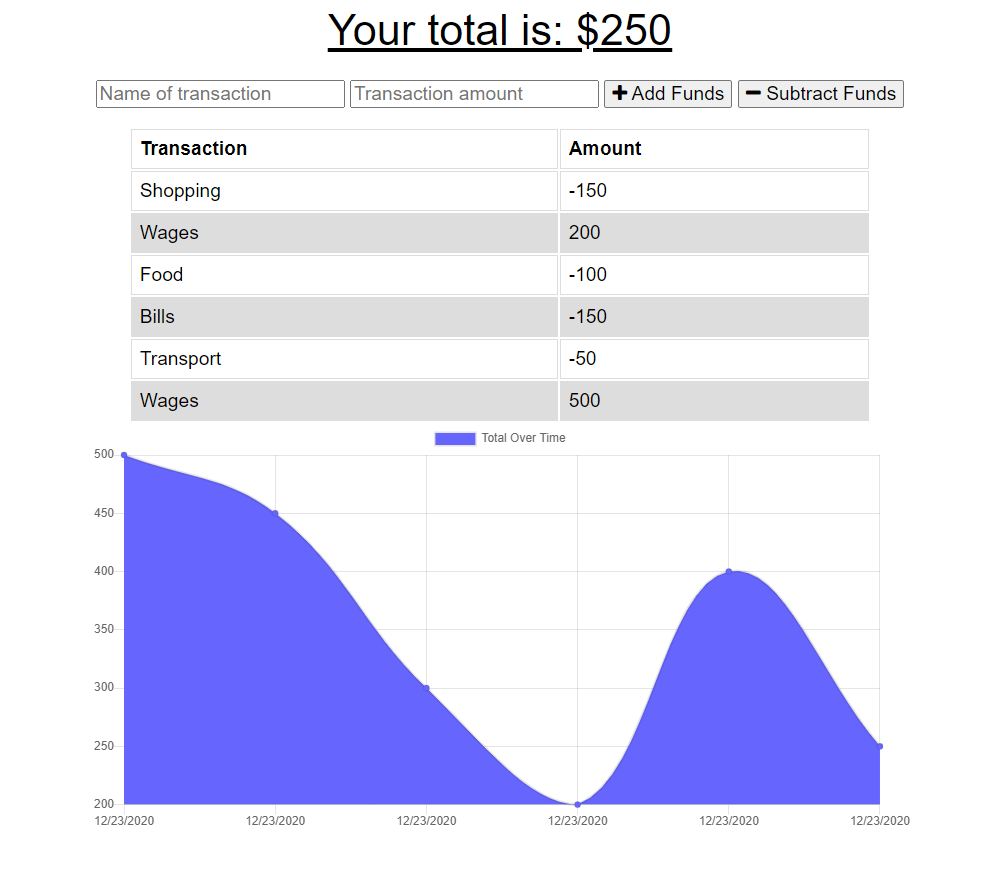 Your total is: $250
Name of transaction Transaction amount + Add Funds − Subtract Funds
Transaction Amount
Shopping -150
Wages 200
Food -100
Bills -150
Transport -50
Wages 500
Total Over Time
500
450
400
350
300
250
200
12/23/2020 12/23/2020 12/23/2020 12/23/2020 12/23/2020 12/23/2020